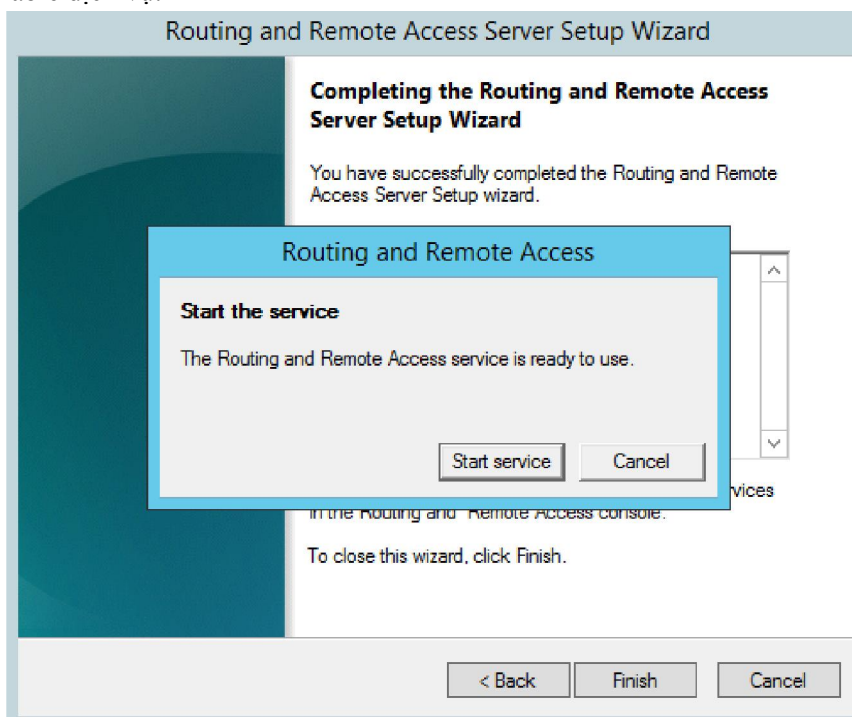 Routing and Remote Access Server Setup Wizard
Completing the Routing and Remote Access
Server Setup Wizard
You have successfully completed the Routing and Remote
Access Server Setup wizard.
Routing and Remote Access
Start the service
The Routing and Remote Access service is ready to use.
Start service
Cancel
vices
in the Routing and Remote Access console.
To close this wizard, click Finish.
< Back
Finish
Cancel